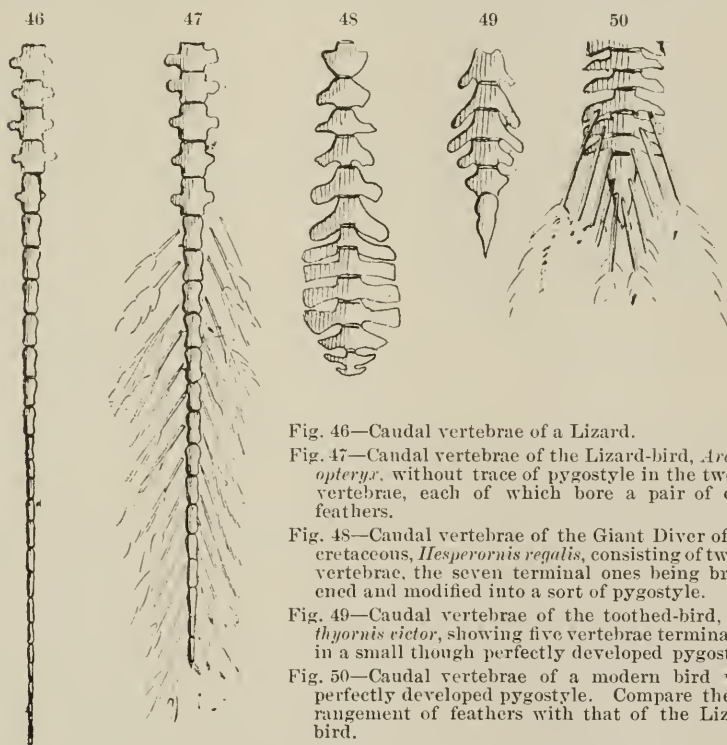 46 47 48 49 50
Fig. 46—Caudal vertebrae of a Lizard.
Fig. 47—Caudal vertebrae of the Lizard-bird, Ar
opteryx, without trace of pygostyle in the tw
vertebrae, each of which bore a pair of
feathers.
Fig. 48—Caudal vertebrae of the Giant Diver of
cretaceous, Hesperornis regalis, consisting of tw
vertebrae, the seven terminal ones being br
ened and modified into a sort of pygostyle.
Fig. 49—Caudal vertebrae of the toothed-bird,
thyornis victor, showing five vertebrae termina
in a small though perfectly developed pygost
Fig. 50—Caudal vertebrae of a modern bird
perfectly developed pygostyle. Compare the
rangement of feathers with that of the Liz
bird.